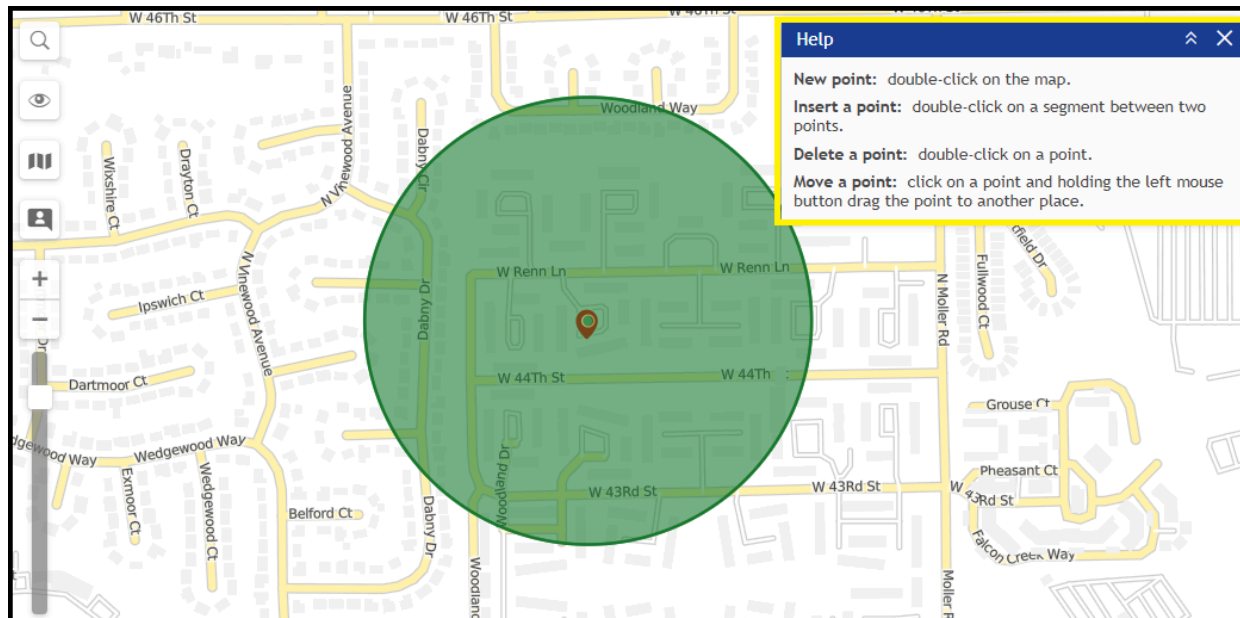 W 46Th St
W 46Th St
Help
New point: double-click on the map.
Insert a point: double-click on a segment between two
points.
Delete a point: double-click on a point.
Move a point: click on a point and holding the left mouse
button drag the point to another place.
Woodland Way
N Vinewood Avenue
Dabny Cir
Wixshire Ct
Drayton Ct
N Vinewood Avenue
Ipswich Ct
Dabny Dr
W Renn Ln
W Renn Ln
N Moller Rd
Fullwood Ct
field Dr
Dr
W 44Th St
W 44Th
Dartmoor Ct
Grouse Ct
Wedgewood Way
Way
Exmoor Ct
Wedgewood Ct
Belford Ct
Dabny Dr
Woodland Dr
W 43Rd St
W 43Rd St
Pheasant Ct
W 43Rd St
Falcon Creek Way
Woodland
Moller R